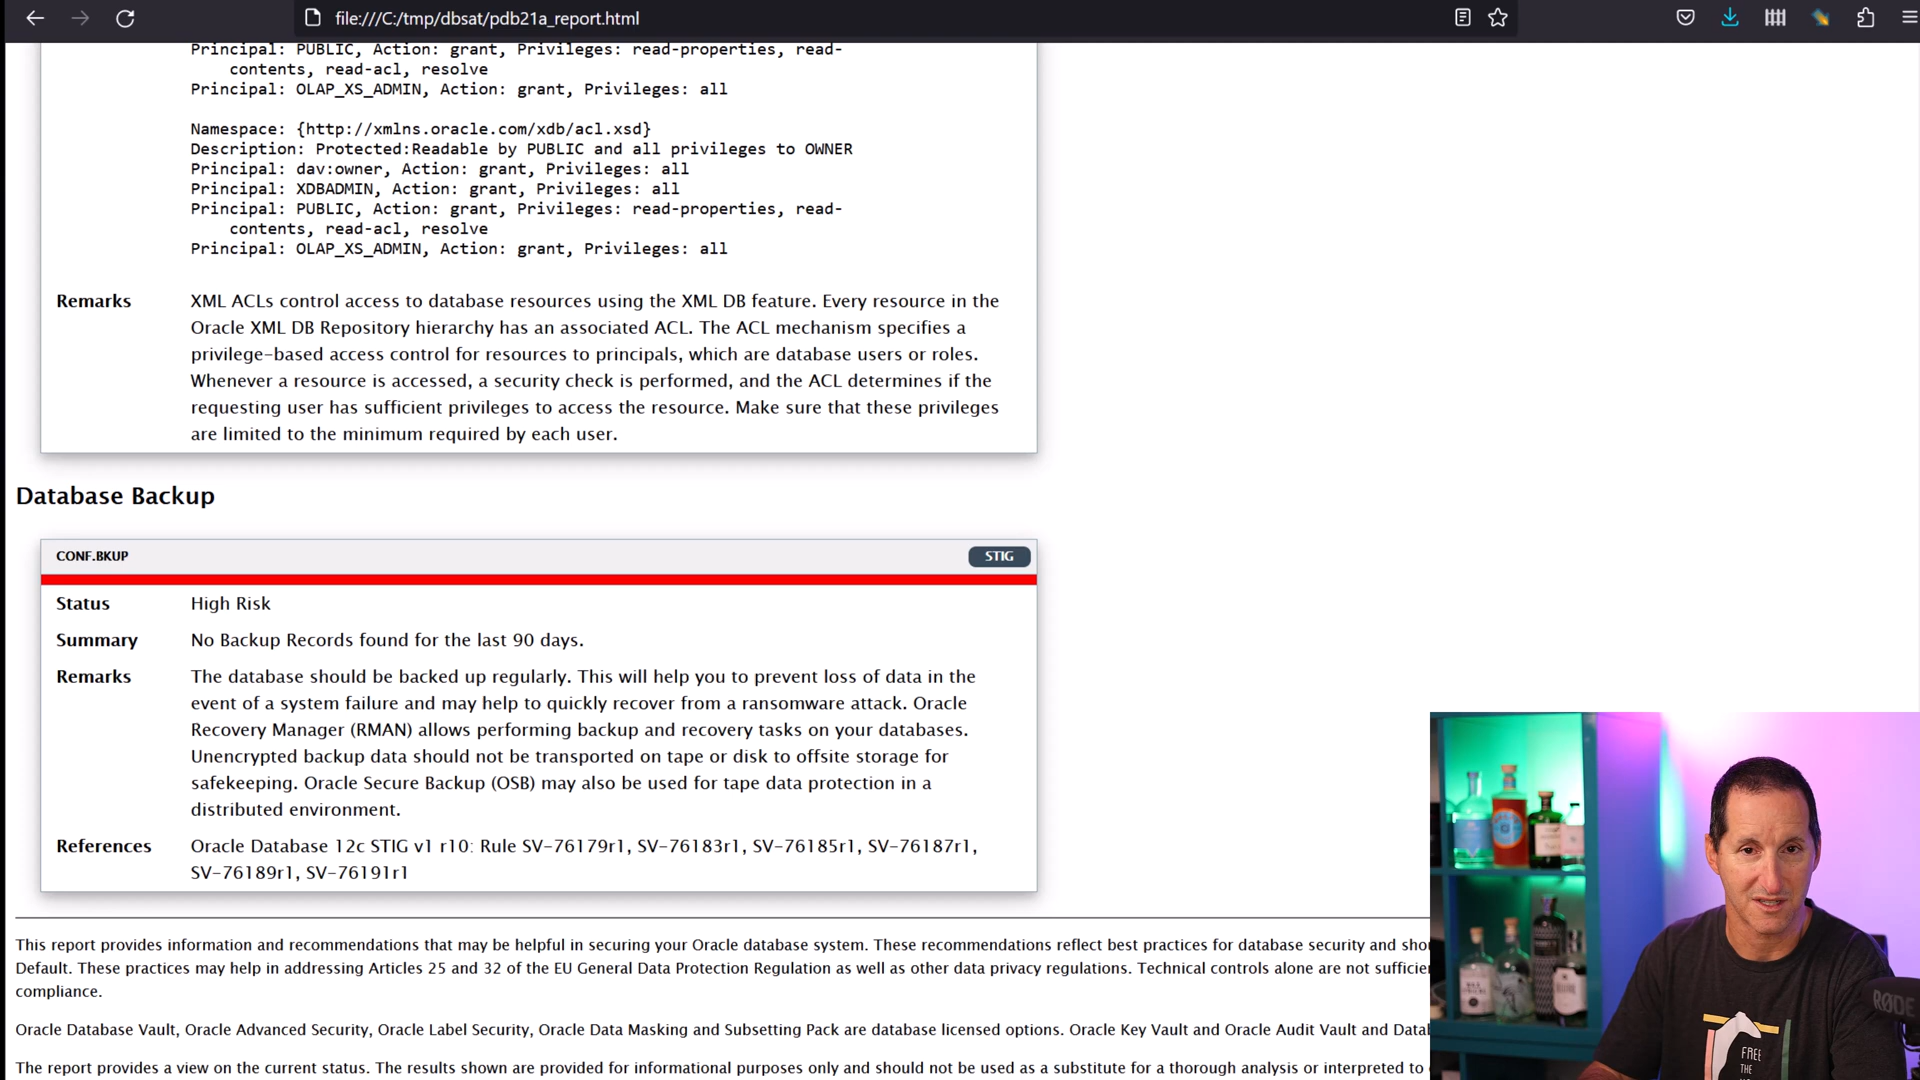 file:///C:/tmp/dbsat/pdb21a_report.html
Principal: PUBLIC, Action: grant, Privileges: read-properties, read-
contents, read-acl, resolve
Principal: OLAP_XS_ADMIN, Action: grant, Privileges: all
Namespace: {http://xmlns.oracle.com/xdb/acl.xsd}
Description: Protected:Readable by PUBLIC and all privileges to OWNER
Principal: dav:owner, Action: grant, Privileges: all
Principal: XDBADMIN, Action: grant, Privileges: all
Principal: PUBLIC, Action: grant, Privileges: read-properties, read-
contents, read-acl, resolve
Principal: OLAP_XS_ADMIN, Action: grant, Privileges: all
Remarks XML ACLs control access to database resources using the XML DB feature. Every resource in the
Oracle XML DB Repository hierarchy has an associated ACL. The ACL mechanism specifies a
privilege-based access control for resources to principals, which are database users or roles.
Whenever a resource is accessed, a security check is performed, and the ACL determines if the
requesting user has sufficient privileges to access the resource. Make sure that these privileges
are limited to the minimum required by each user.
Database Backup
CONF.BKUP STIG
Status High Risk
Summary No Backup Records found for the last 90 days.
Remarks The database should be backed up regularly. This will help you to prevent loss of data in the
event of a system failure and may help to quickly recover from a ransomware attack. Oracle
Recovery Manager (RMAN) allows performing backup and recovery tasks on your databases.
Unencrypted backup data should not be transported on tape or disk to offsite storage for
safekeeping. Oracle Secure Backup (OSB) may also be used for tape data protection in a
distributed environment.
References Oracle Database 12c STIG v1 r10: Rule SV-76179r1, SV-76183r1, SV-76185r1, SV-76187r1,
SV-76189r1, SV-76191r1
This report provides information and recommendations that may be helpful in securing your Oracle database system. These recommendations reflect best practices for database security and sho
Default. These practices may help in addressing Articles 25 and 32 of the EU General Data Protection Regulation as well as other data privacy regulations. Technical controls alone are not sufficie
compliance.
Oracle Database Vault, Oracle Advanced Security, Oracle Label Security, Oracle Data Masking and Subsetting Pack are database licensed options. Oracle Key Vault and Oracle Audit Vault and Datab
The report provides a view on the current status. The results shown are provided for informational purposes only and should not be used as a substitute for a thorough analysis or interpreted to
RØDE
FREE
THE